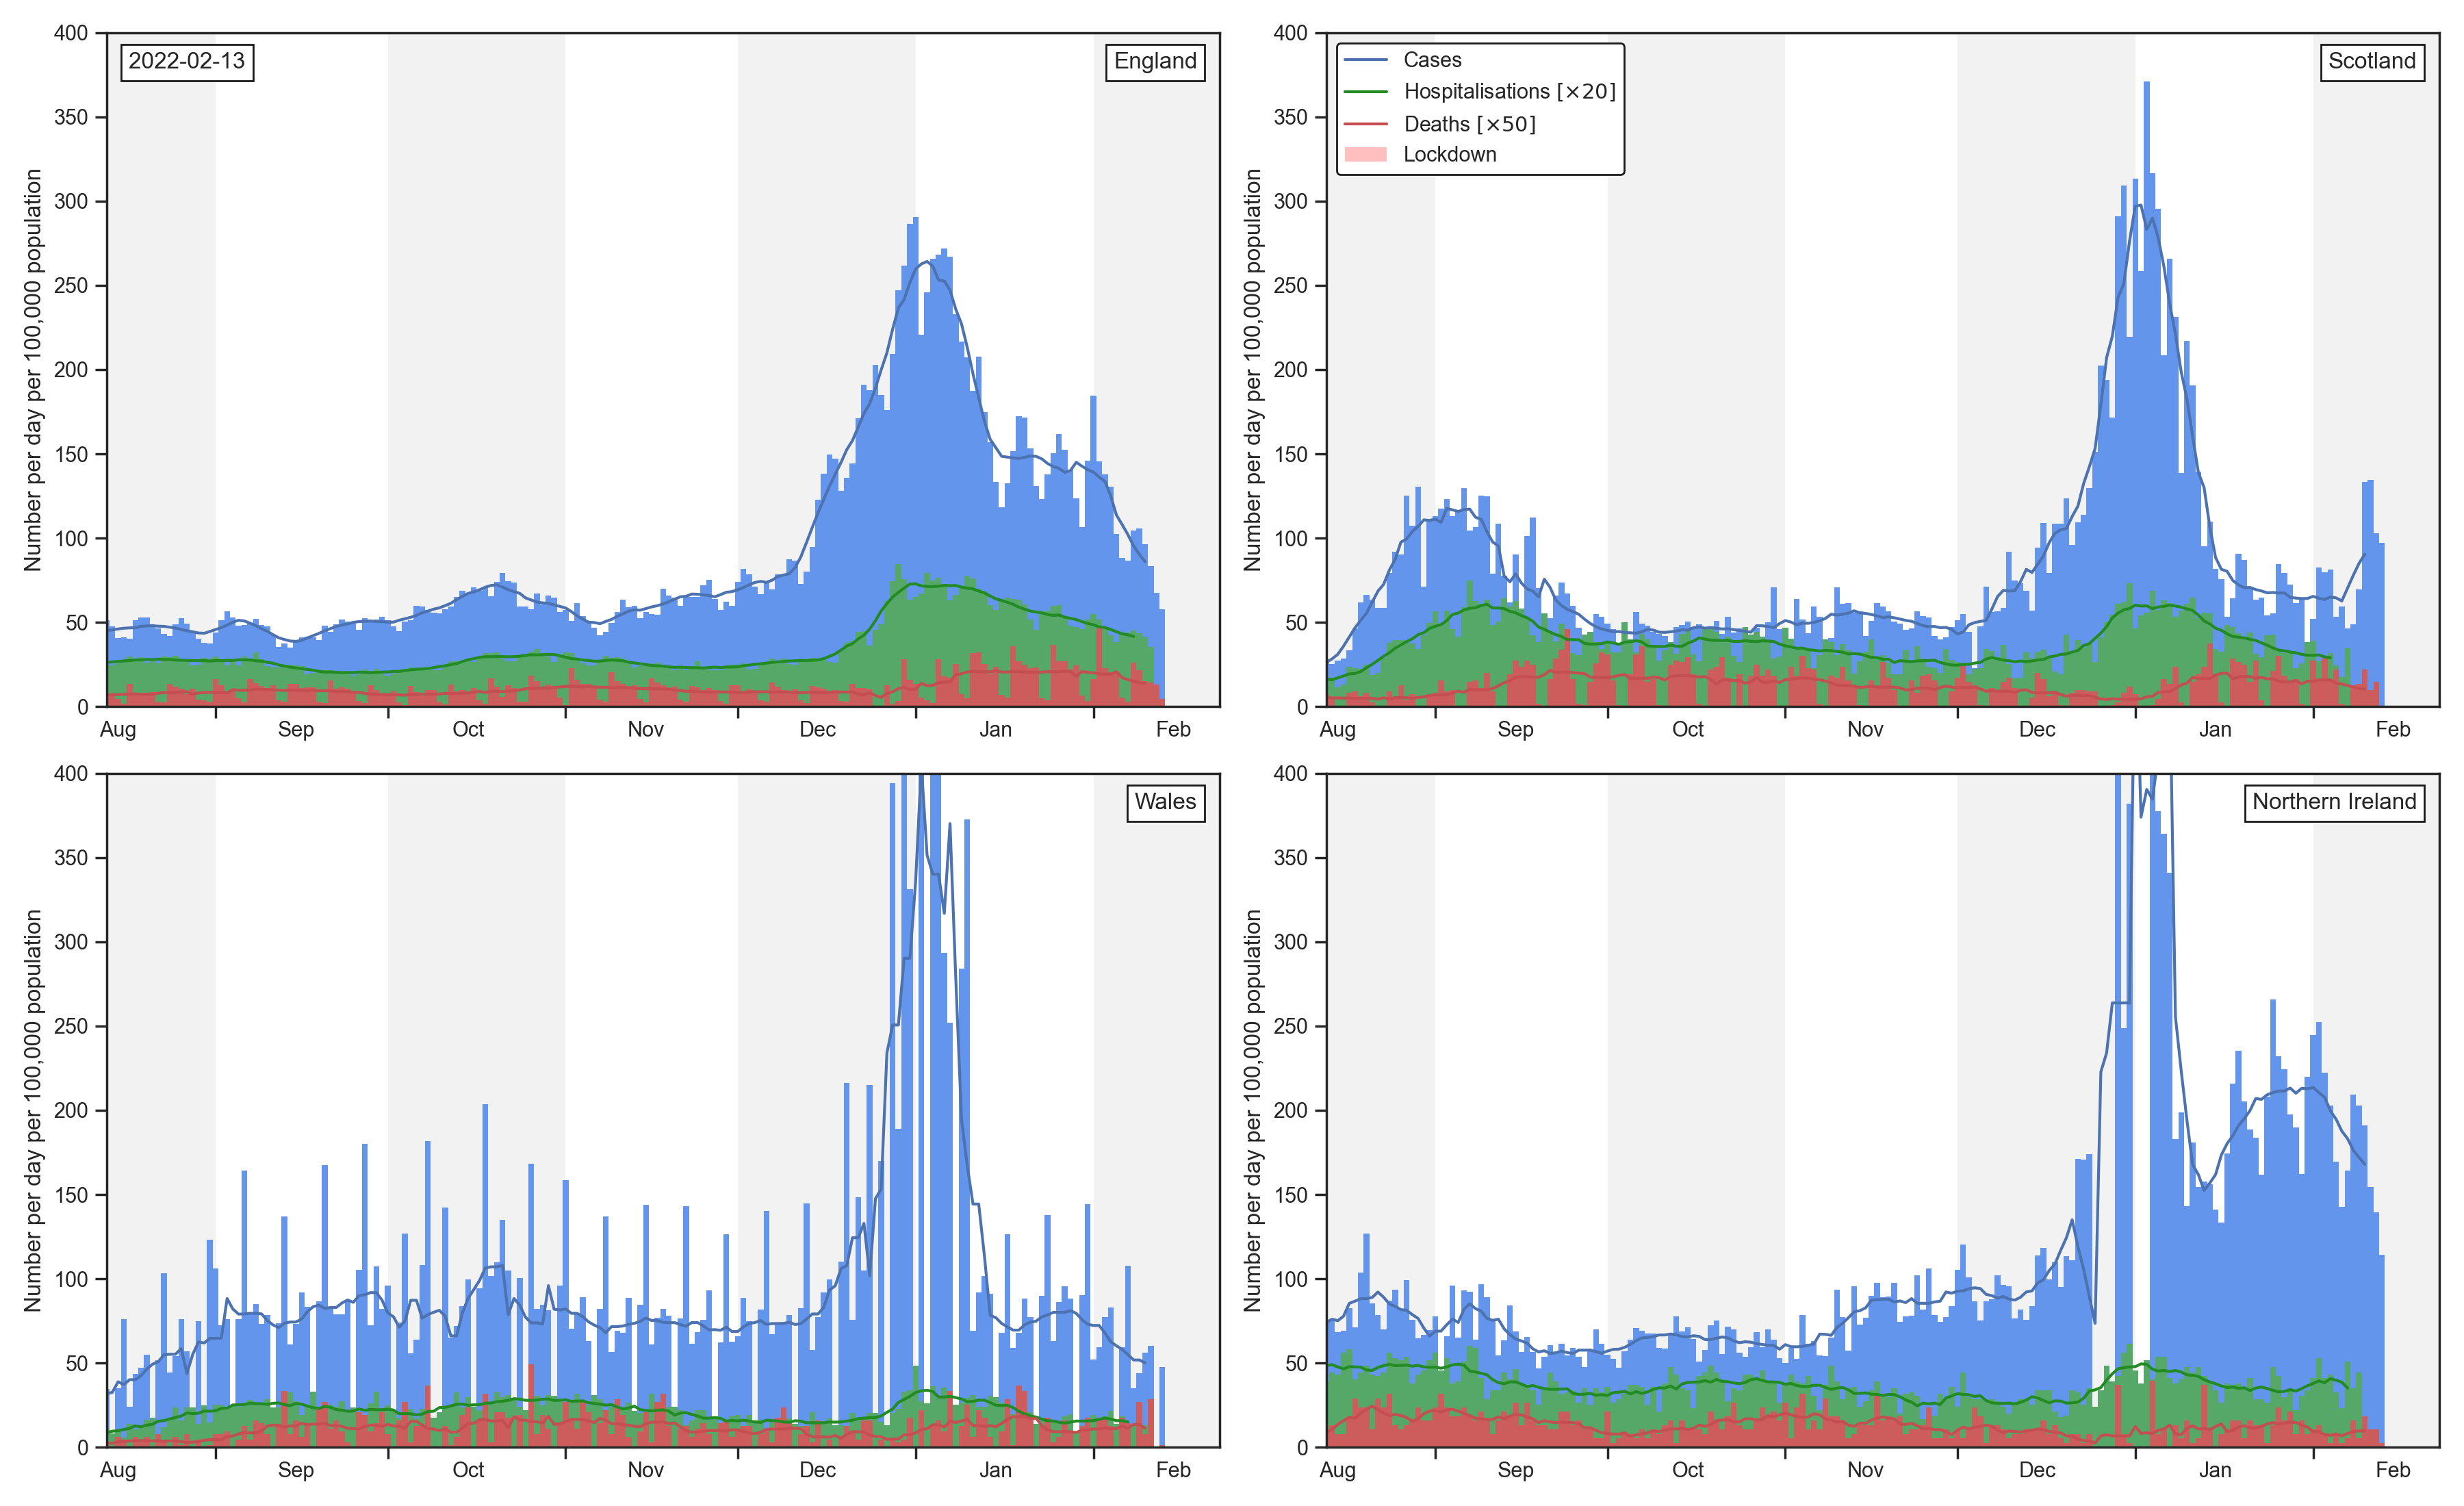 2022-02-13
England
Number per day per 100,000 population
400
350
300
250
200
150
100
50
0
Aug Sep Oct Nov Dec Jan Feb
Cases
Hospitalisations [×20]
Deaths [×50]
Lockdown
Scotland
Number per day per 100,000 population
400
350
300
250
200
150
100
50
0
Aug Sep Oct Nov Dec Jan Feb
Wales
Number per day per 100,000 population
400
350
300
250
200
150
100
50
0
Aug Sep Oct Nov Dec Jan Feb
Northern Ireland
Number per day per 100,000 population
400
350
300
250
200
150
100
50
0
Aug Sep Oct Nov Dec Jan Feb